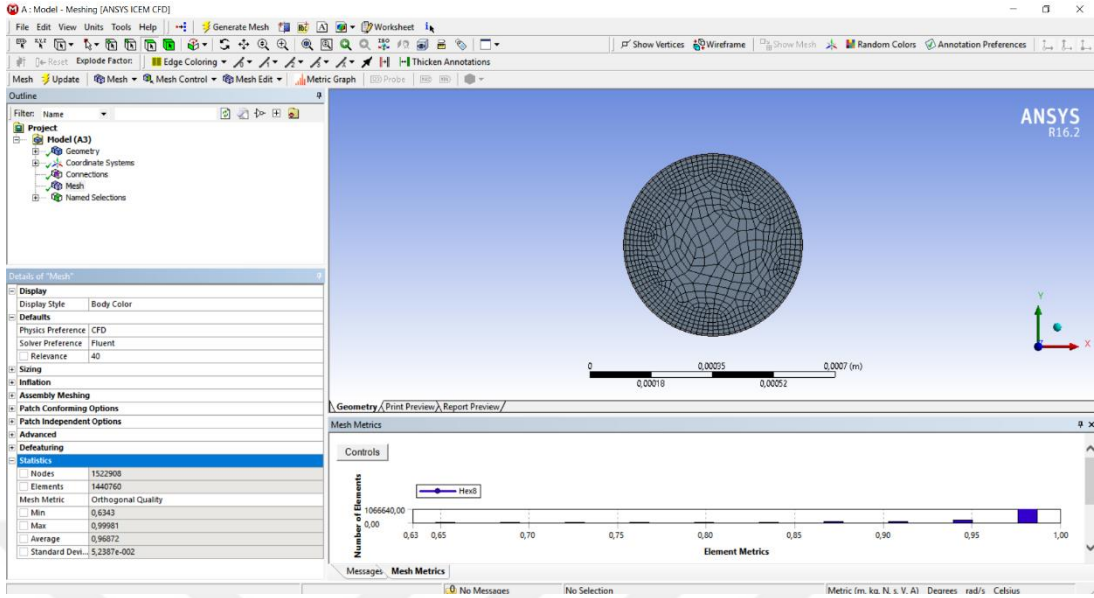 A : Model - Meshing [ANSYS ICEM CFD]
File Edit View Units Tools Help Generate Mesh A Worksheet
Show Vertices Wireframe Show Mesh Random Colors Annotation Preferences
Reset Explode Factor: Edge Coloring Thicken Annotations
Mesh Update Mesh Mesh Control Mesh Edit Metric Graph Probe
Outline
Filter: Name
Project
Model (A3)
Geometry
Coordinate Systems
Connections
Mesh
Named Selections
Details of "Mesh"
Display
Display Style Body Color
Defaults
Physics Preference CFD
Solver Preference Fluent
Relevance 40
Sizing
Inflation
Assembly Meshing
Patch Conforming Options
Patch Independent Options
Advanced
Defeaturing
Statistics
Nodes 1522908
Elements 1440760
Mesh Metric Orthogonal Quality
Min 0,6343
Max 0,99981
Average 0,96872
Standard Devi... 5,2387e-002
ANSYS
R16.2
Y
X
0 0,00035 0,0007 (m)
0,00018 0,00052
Geometry Print Preview Report Preview
Mesh Metrics
Controls
Hex8
Number of Elements
1066640,00
0,00
0,63 0,65 0,70 0,75 0,80 0,85 0,90 0,95 1,00
Element Metrics
Messages Mesh Metrics
No Messages No Selection Metric (m, kg, N, s, V, A) Degrees rad/s Celsius